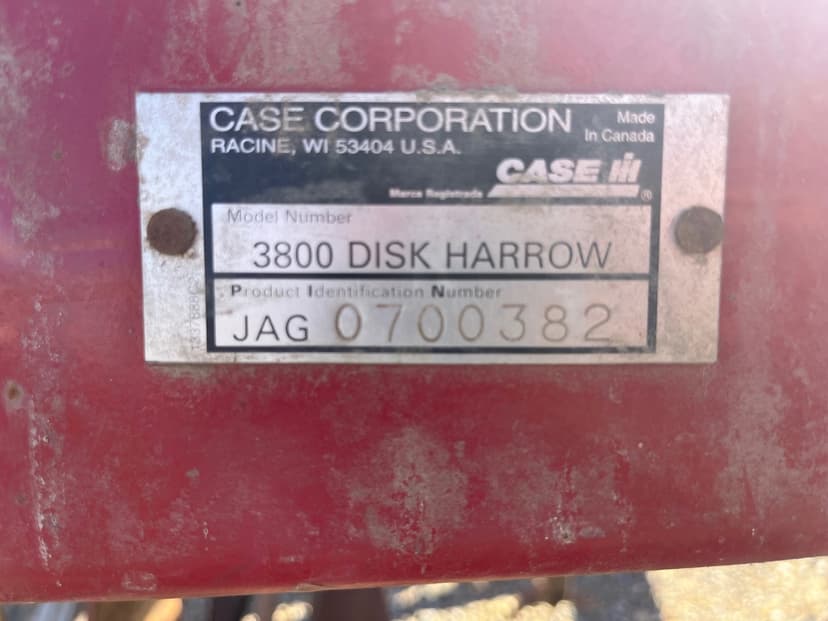 CASE CORPORATION
Made
In Canada
RACINE, WI 53404 U.S.A.
CASE IH
Marca Registrada ®
Model Number
3800 DISK HARROW
Product Identification Number
JAG 0700382